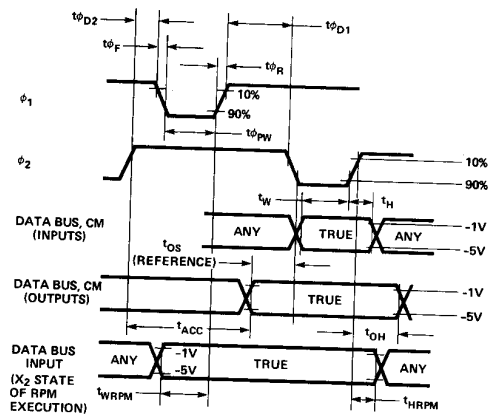 tφD2
tφD1
tφF
tφR
φ1
10%
90%
tφPW
φ2
10%
90%
tW
tH
DATA BUS, CM
(INPUTS)
ANY
TRUE
ANY
-1V
-5V
tOS
(REFERENCE)
DATA BUS, CM
(OUTPUTS)
TRUE
-1V
-5V
tACC
tOH
DATA BUS
INPUT
(X2 STATE
OF RPM
EXECUTION)
ANY
-1V
-5V
TRUE
ANY
tWRPM
tHRPM